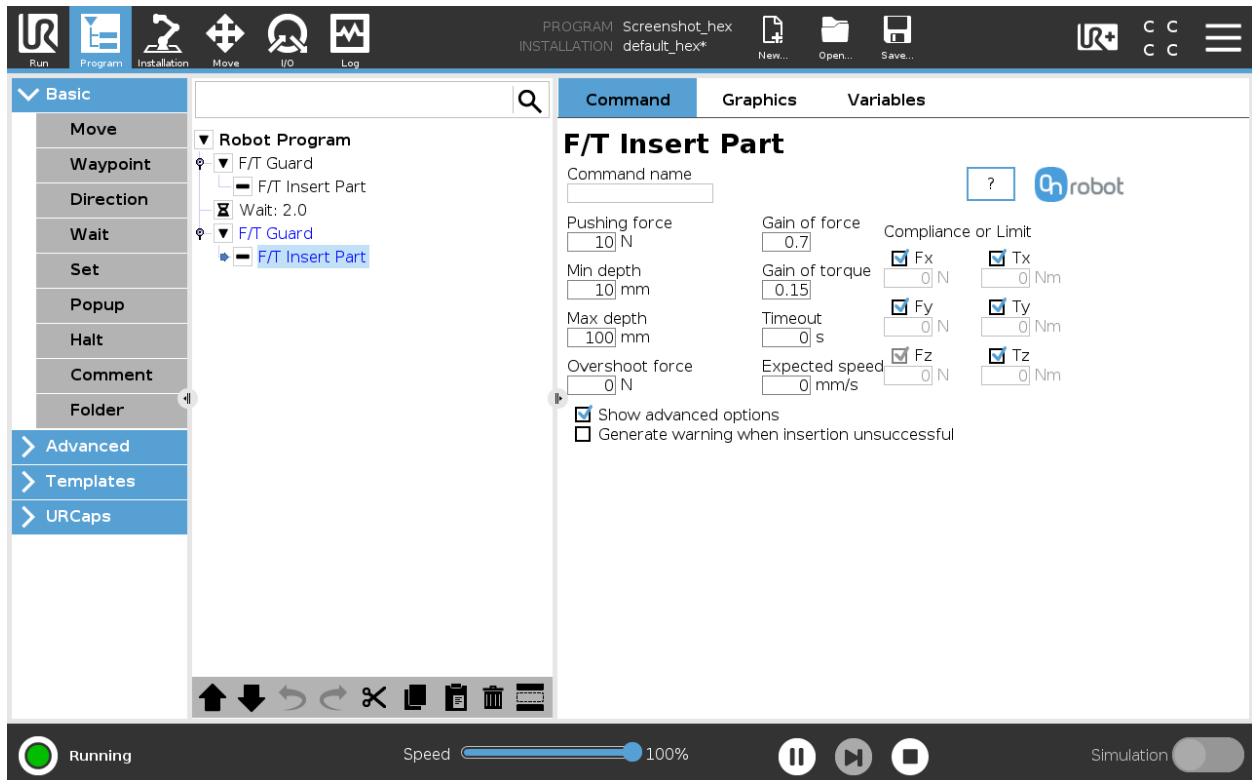 PROGRAM Screenshot_hex
INSTALLATION default_hex*
Run Program Installation Move I/O Log New... Open... Save...
UR+
C C
C C
Basic
Move
Waypoint
Direction
Wait
Set
Popup
Halt
Comment
Folder
Advanced
Templates
URCaps
Robot Program
F/T Guard
F/T Insert Part
Wait: 2.0
F/T Guard
F/T Insert Part
Command Graphics Variables
F/T Insert Part
Command name
?
On robot
Pushing force
10 N
Min depth
10 mm
Max depth
100 mm
Overshoot force
0 N
Gain of force
0.7
Gain of torque
0.15
Timeout
0 s
Expected speed
0 mm/s
Compliance or Limit
Fx Tx
0 N 0 Nm
Fy Ty
0 N 0 Nm
Fz Tz
0 N 0 Nm
Show advanced options
Generate warning when insertion unsuccessful
Running Speed 100% Simulation